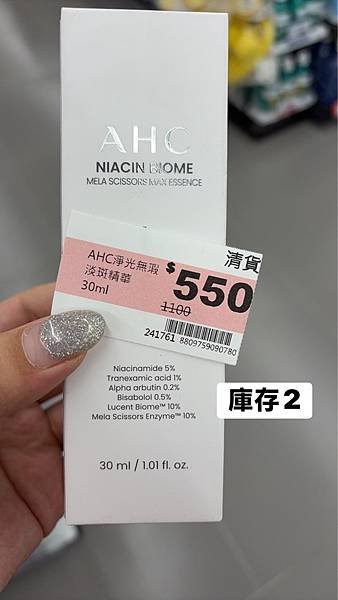 AHC
NIACIN BIOME
MELA SCISSORS MAX ESSENCE
清貨
AHC淨光無瑕
淡斑精華
30ml
$550
1100
241761 8809759090780
Niacinamide 5%
Tranexamic acid 1%
Alpha arbutin 0.2%
Bisabolol 0.5%
Lucent Biome™ 10%
Mela Scissors Enzyme™ 10%
庫存2
30 ml / 1.01 fl. oz.